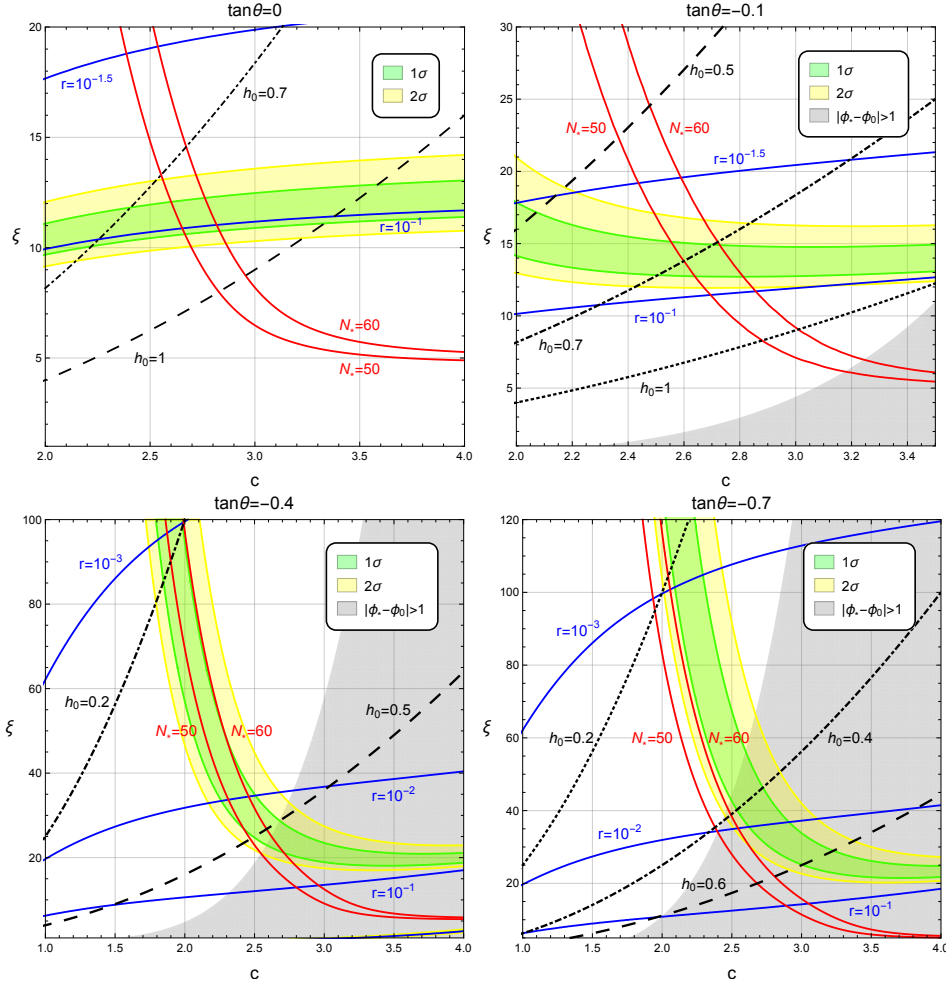 tanθ=0
20
15
10
5
ξ
2.0 2.5 3.0 3.5 4.0
c
r=10^-1.5
h₀=0.7
N*=50
N*=60
1σ
2σ
r=10^-1
h₀=1
N*=60
N*=50
tanθ=-0.1
30
25
20
15
10
5
ξ
2.0 2.2 2.4 2.6 2.8 3.0 3.2 3.4
c
h₀=0.5
N*=50
N*=60
1σ
2σ
|ϕ*-ϕ₀|>1
r=10^-1.5
h₀=0.7
r=10^-1
h₀=1
tanθ=-0.4
100
80
60
40
20
ξ
1.0 1.5 2.0 2.5 3.0 3.5 4.0
c
r=10^-3
1σ
2σ
|ϕ*-ϕ₀|>1
h₀=0.2
N*=50
N*=60
h₀=0.5
r=10^-2
r=10^-1
tanθ=-0.7
120
100
80
60
40
20
ξ
1.0 1.5 2.0 2.5 3.0 3.5 4.0
c
1σ
2σ
|ϕ*-ϕ₀|>1
r=10^-3
h₀=0.2
N*=50
N*=60
h₀=0.4
r=10^-2
h₀=0.6
r=10^-1